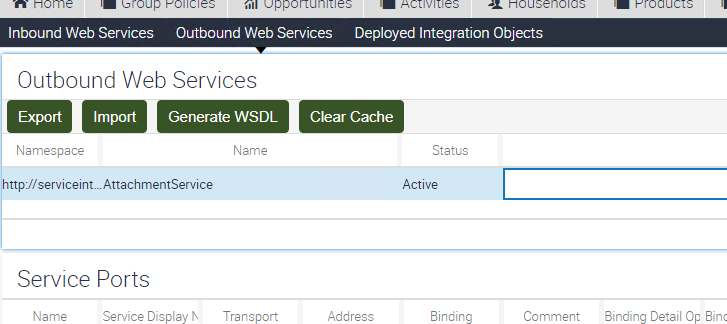 Home Group Policies Opportunities Activities Households Products
Inbound Web Services Outbound Web Services Deployed Integration Objects
Outbound Web Services
Export Import Generate WSDL Clear Cache
Namespace Name Status
http://serviceint... AttachmentService Active
Service Ports
Name Service Display N Transport Address Binding Comment Binding Detail Op Bind